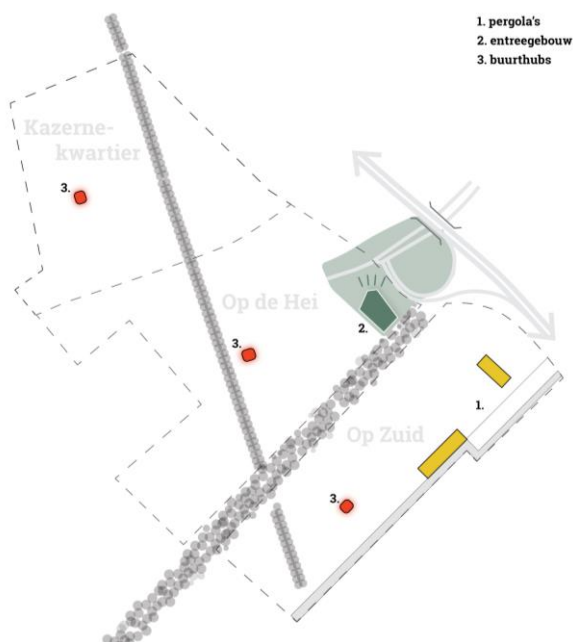 1. pergola's
2. entreegebouw
3. buurthubs
Kazerne-
kwartier
3.
Op de Hei
2.
3.
1.
Op Zuid
3.